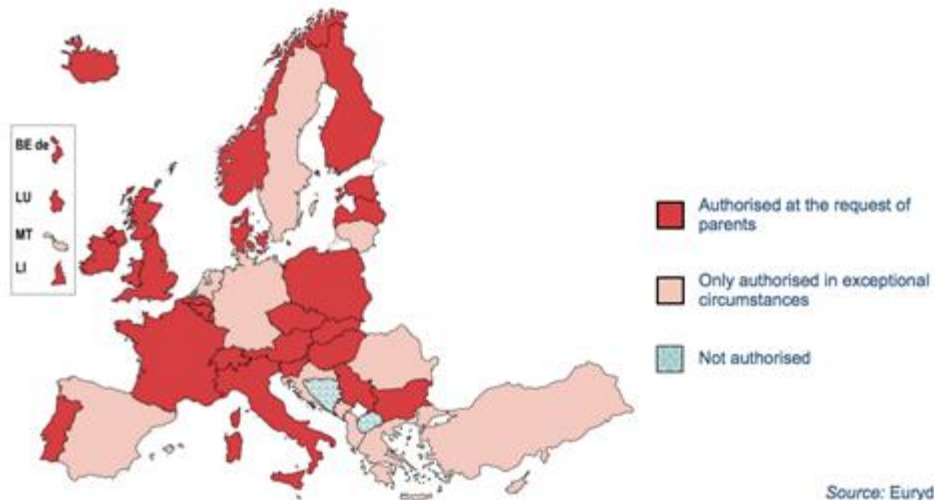 BE de
LU
MT
LI
Authorised at the request of
parents
Only authorised in exceptional
circumstances
Not authorised
Source: Euryd